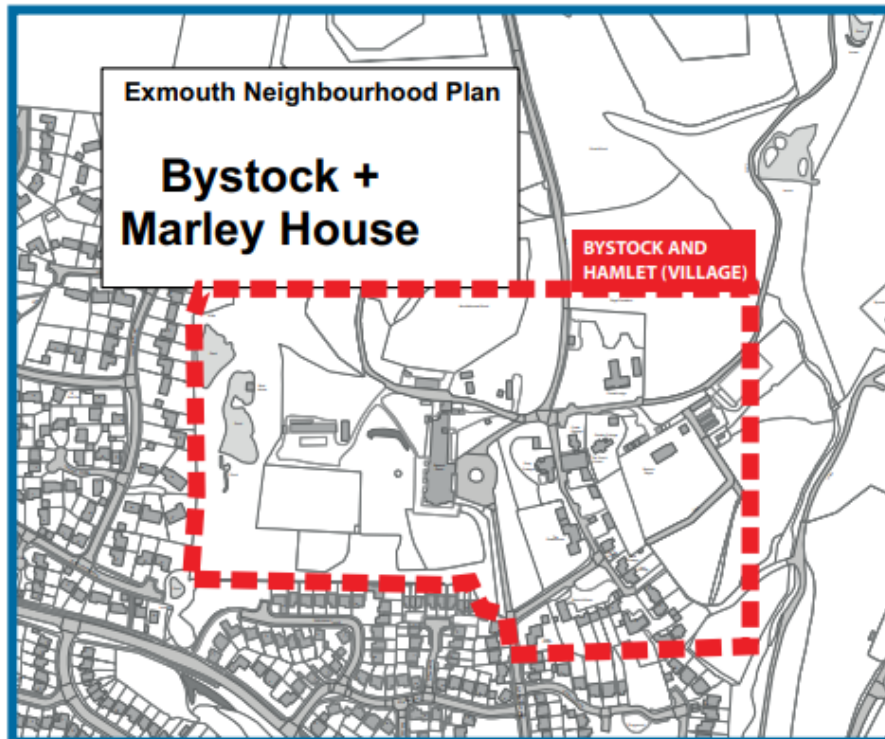 Exmouth Neighbourhood Plan
Bystock +
Marley House
BYSTOCK AND
HAMLET (VILLAGE)